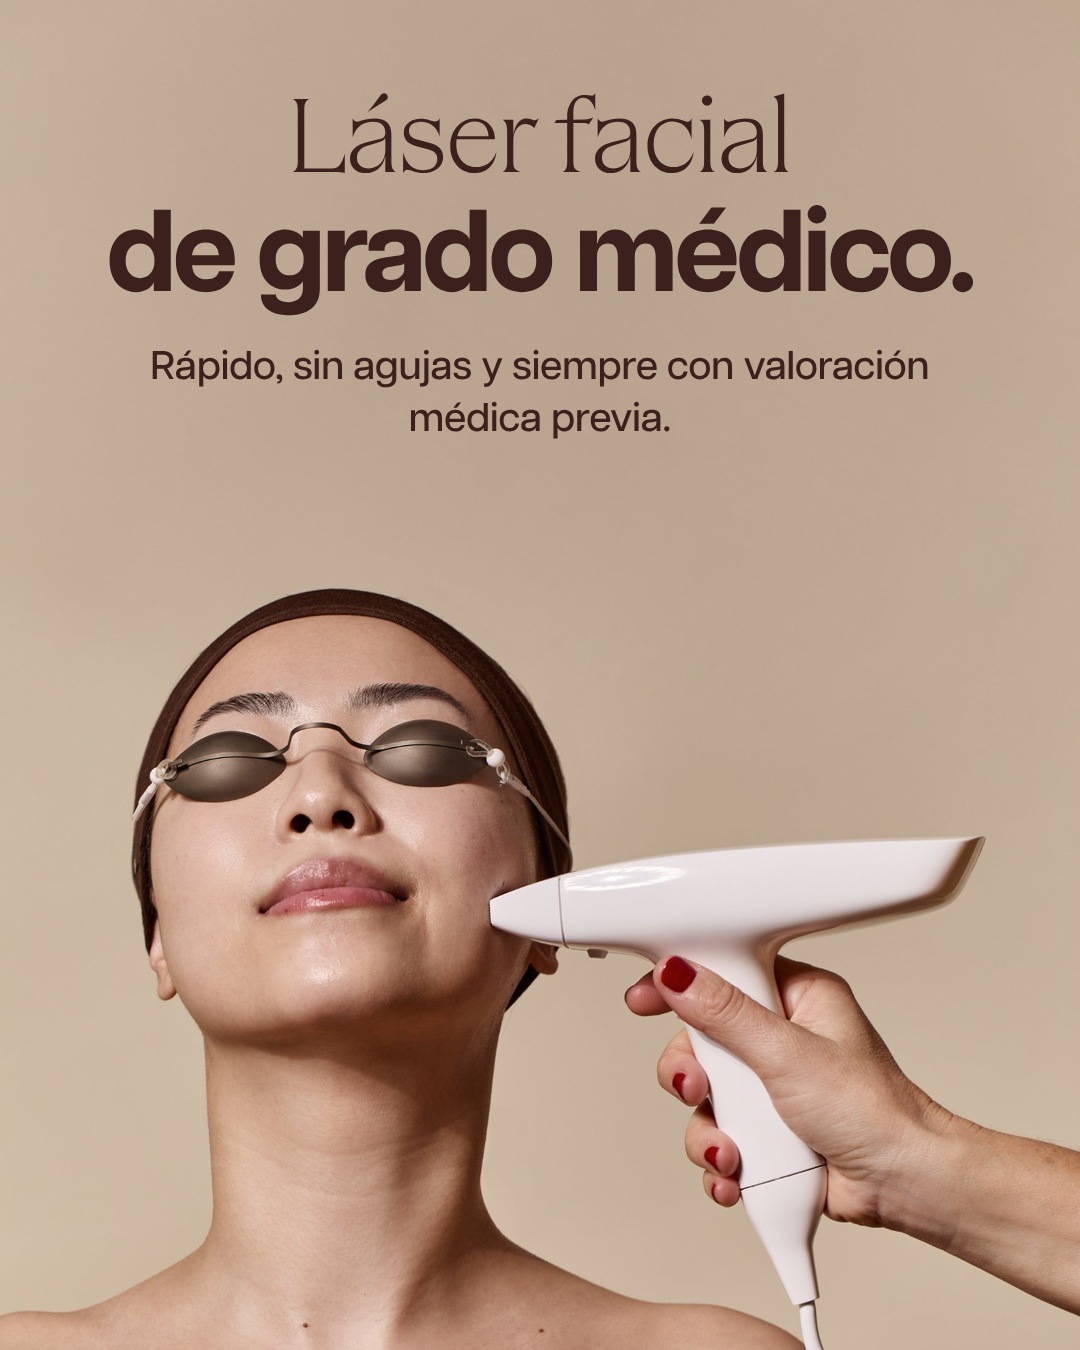 Láser facial
de grado médico.
Rápido, sin agujas y siempre con valoración
médica previa.